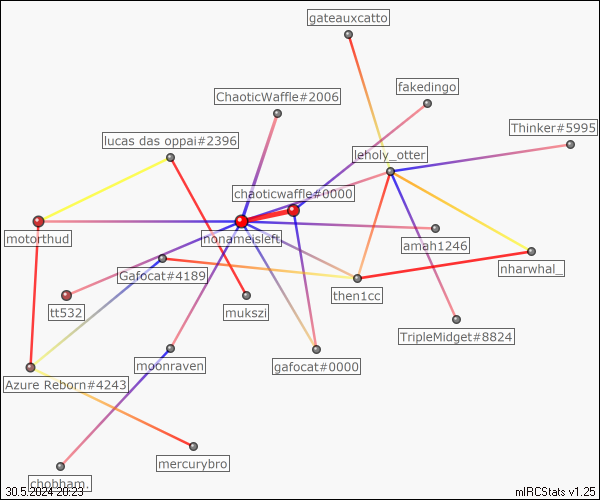 gateauxcatto
fakedingo
ChaoticWaffle#2006
Thinker#5995
lucas das oppai#2396
leholy_otter
chaoticwaffle#0000
motorthud
nonameisleft
amah1246
nharwhal_
Gafocat#4189
then1cc
tt532
mukszi
TripleMidget#8824
moonraven
gafocat#0000
Azure Reborn#4243
mercurybro
chobham.
30.5.2024 20:23
mIRCStats v1.25